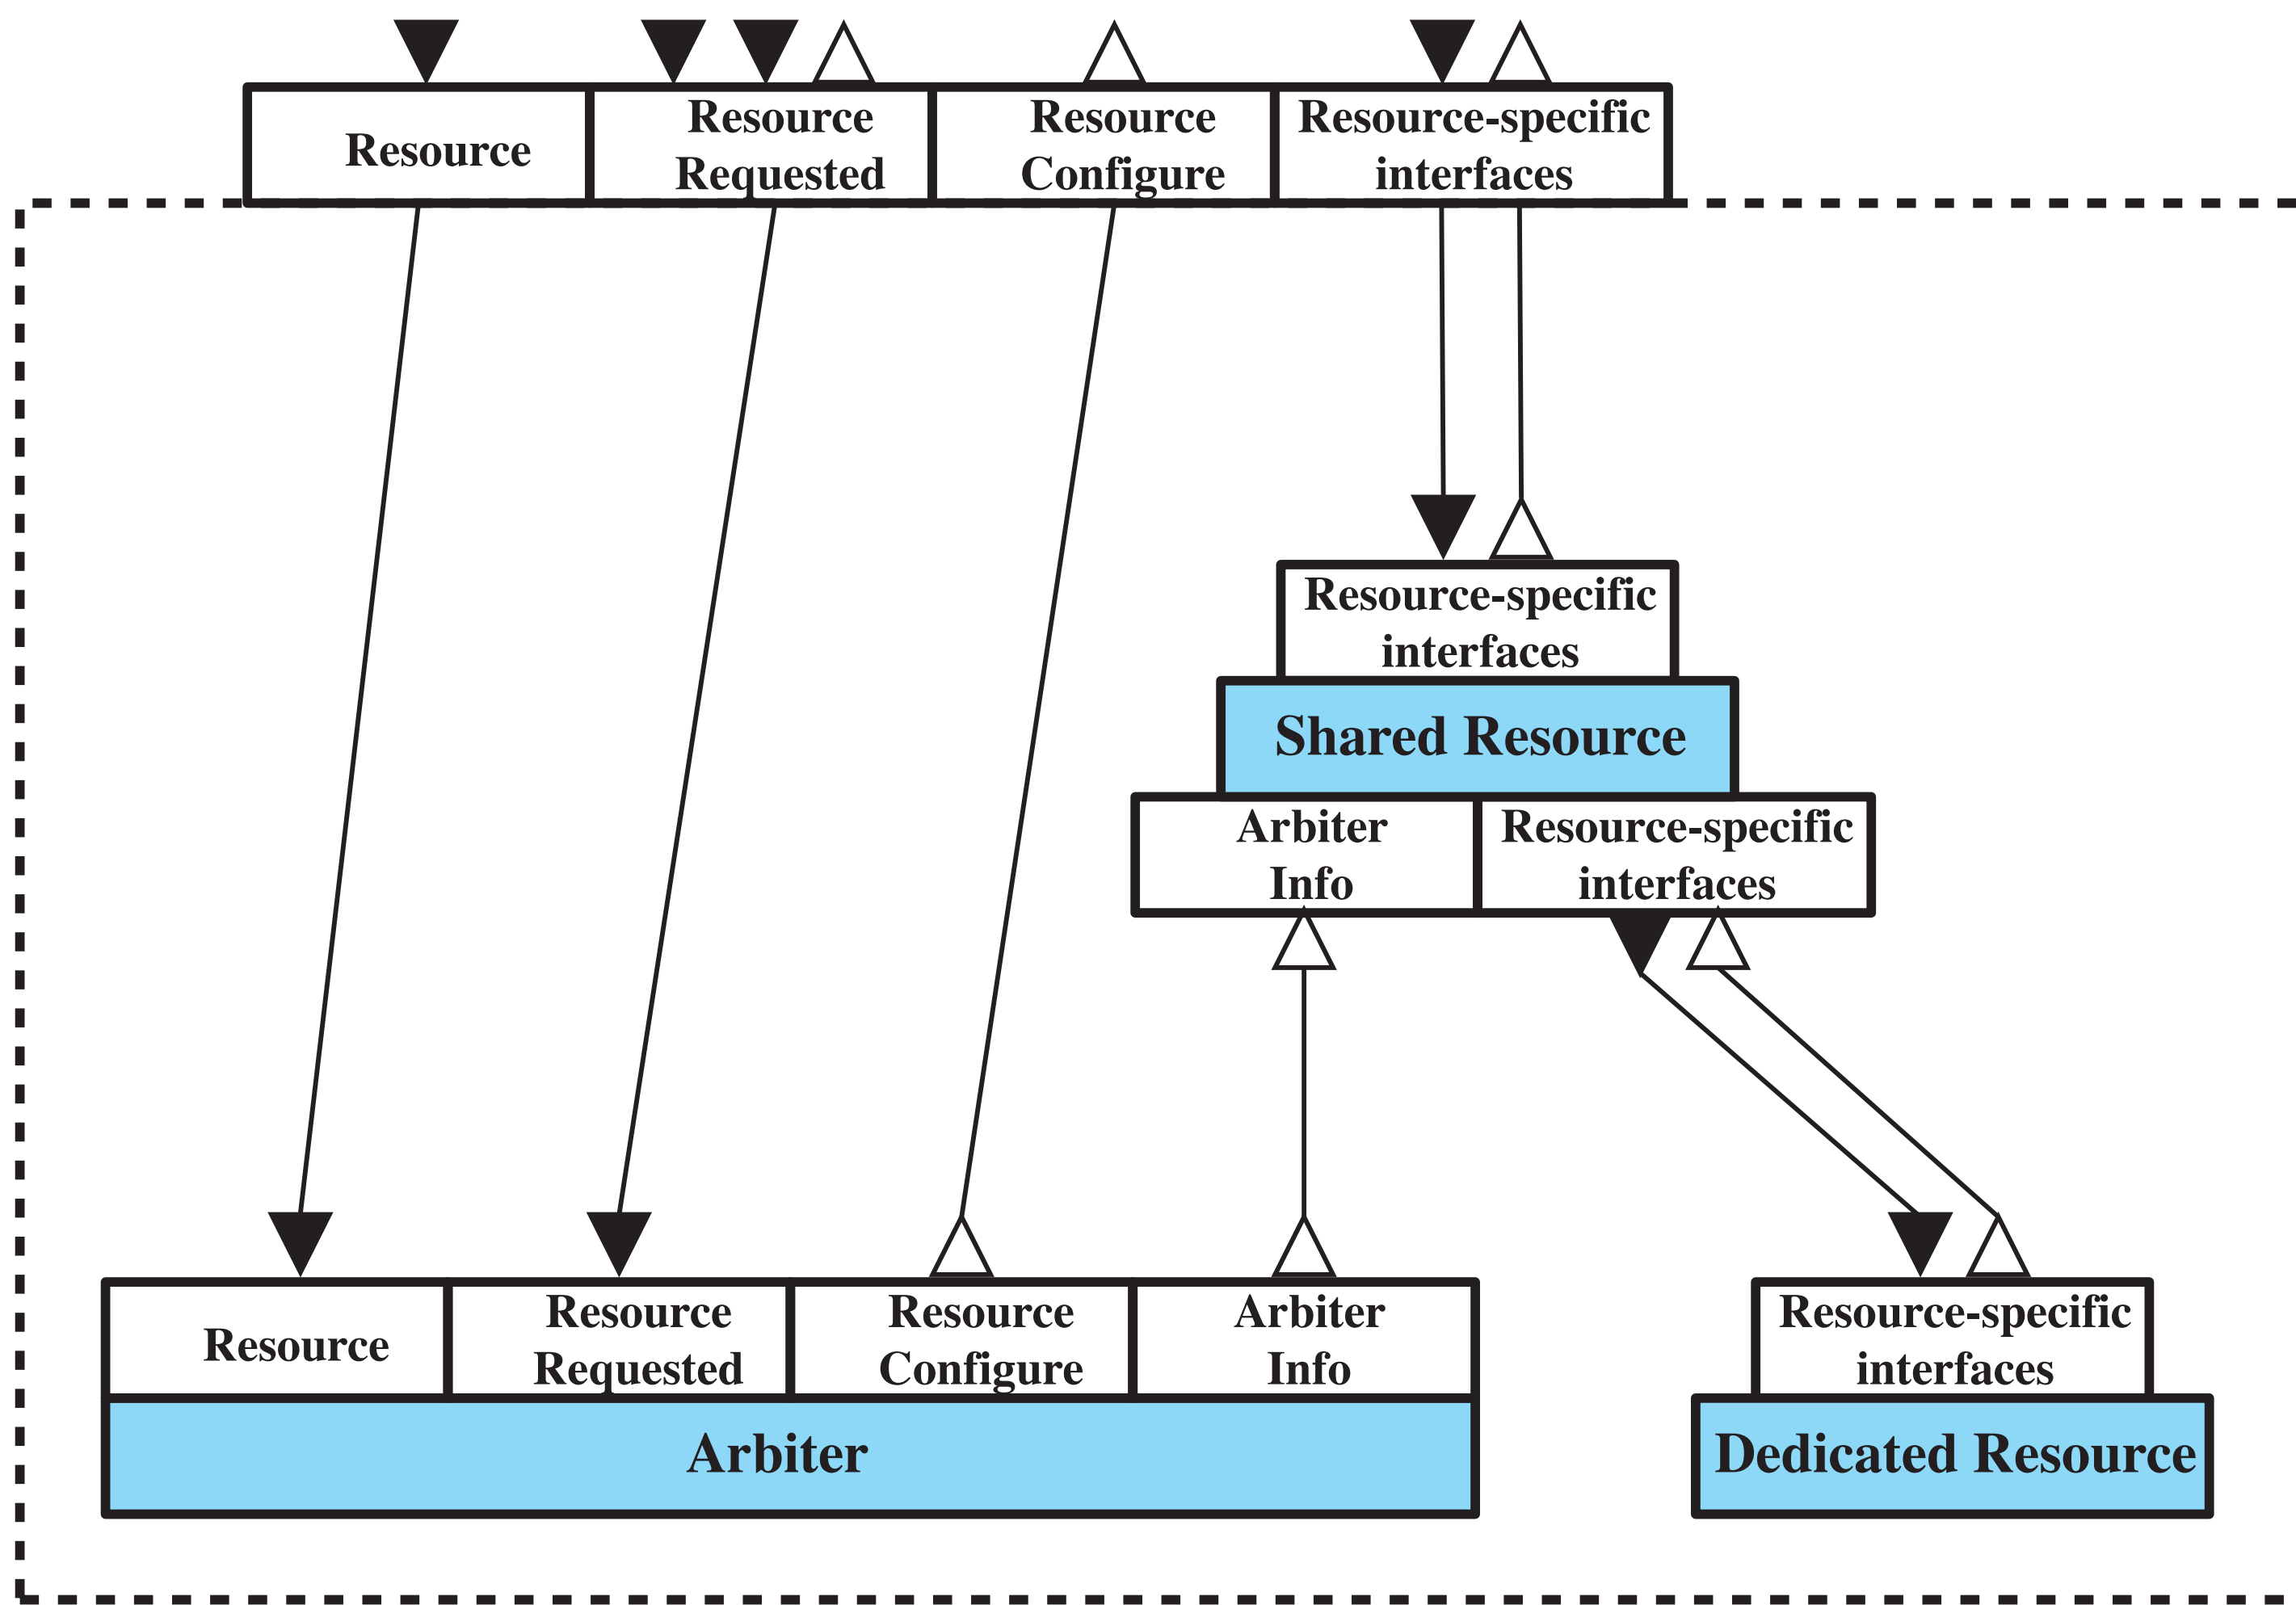 Resource
Resource
Requested
Resource
Configure
Resource-specific
interfaces
Resource-specific
interfaces
Shared Resource
Arbiter
Info
Resource-specific
interfaces
Resource
Resource
Requested
Resource
Configure
Arbiter
Info
Arbiter
Resource-specific
interfaces
Dedicated Resource